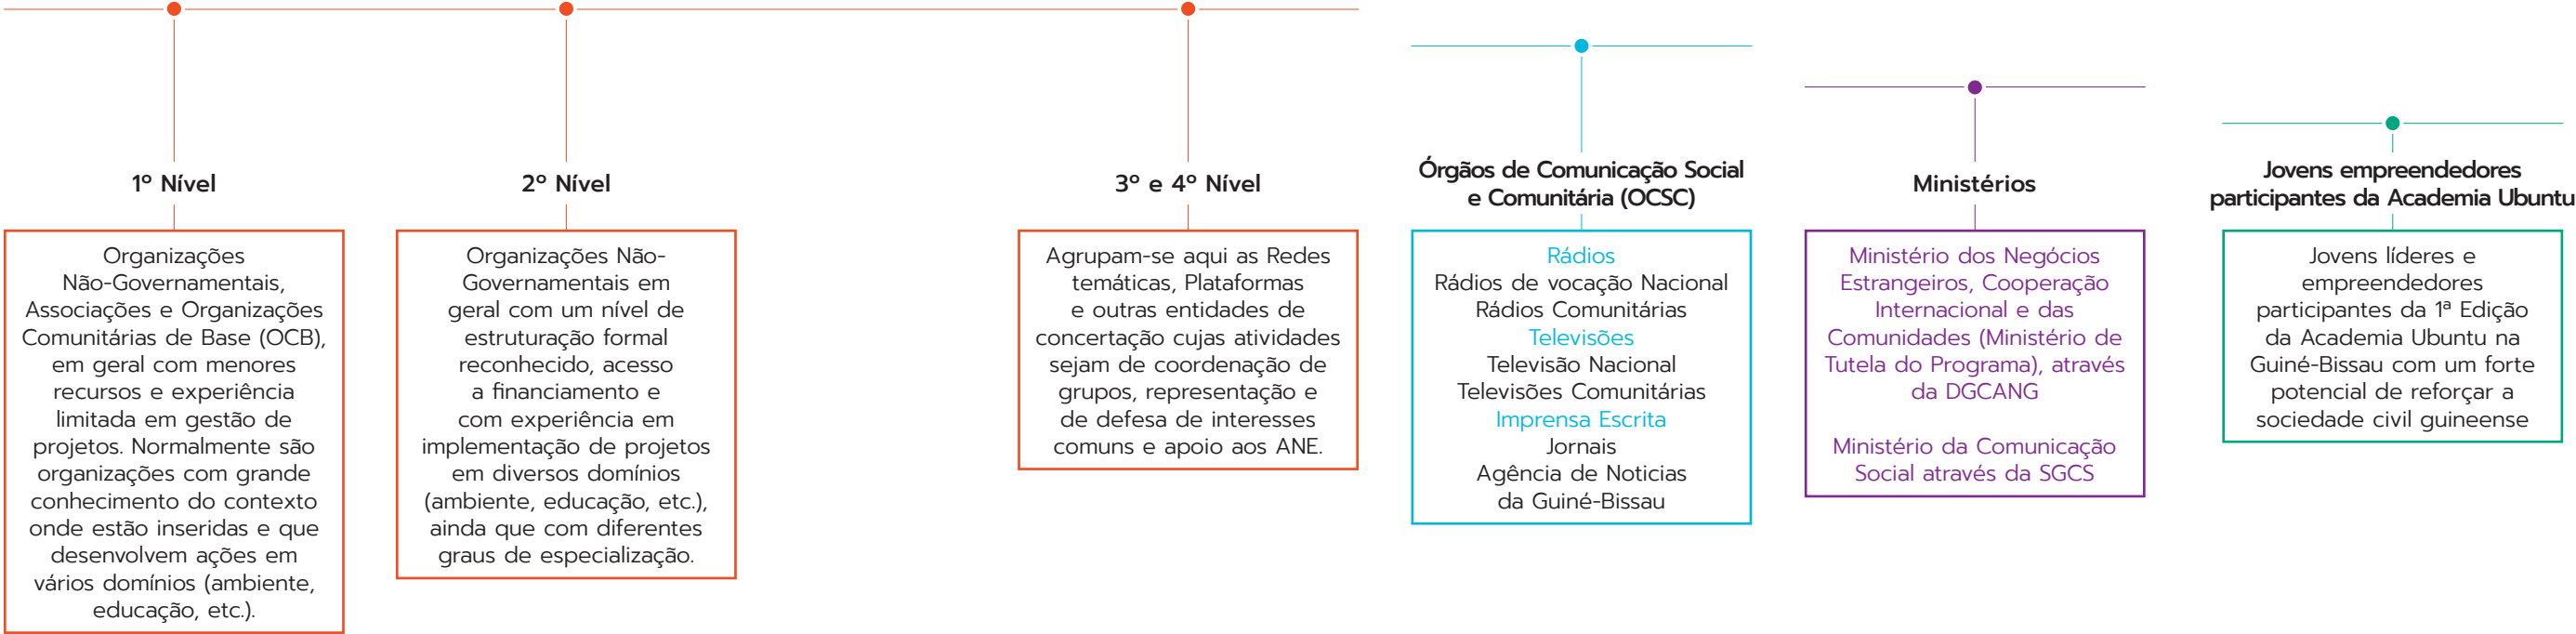 1º Nível
Organizações
Não-Governamentais,
Associações e Organizações
Comunitárias de Base (OCB),
em geral com menores
recursos e experiência
limitada em gestão de
projetos. Normalmente são
organizações com grande
conhecimento do contexto
onde estão inseridas e que
desenvolvem ações em
vários domínios (ambiente,
educação, etc.).
2º Nível
Organizações Não-
Governamentais em
geral com um nível de
estruturação formal
reconhecido, acesso
a financiamento e
com experiência em
implementação de projetos
em diversos domínios
(ambiente, educação, etc.),
ainda que com diferentes
graus de especialização.
3º e 4º Nível
Agrupam-se aqui as Redes
temáticas, Plataformas
e outras entidades de
concertação cujas atividades
sejam de coordenação de
grupos, representação e
de defesa de interesses
comuns e apoio aos ANE.
Órgãos de Comunicação Social
e Comunitária (OCSC)
Rádios
Rádios de vocação Nacional
Rádios Comunitárias
Televisões
Televisão Nacional
Televisões Comunitárias
Imprensa Escrita
Jornais
Agência de Noticias
da Guiné-Bissau
Ministérios
Ministério dos Negócios
Estrangeiros, Cooperação
Internacional e das
Comunidades (Ministério de
Tutela do Programa), através
da DGCANG
Ministério da Comunicação
Social através da SGCS
Jovens empreendedores
participantes da Academia Ubuntu
Jovens líderes e
empreendedores
participantes da 1ª Edição
da Academia Ubuntu na
Guiné-Bissau com um forte
potencial de reforçar a
sociedade civil guineense